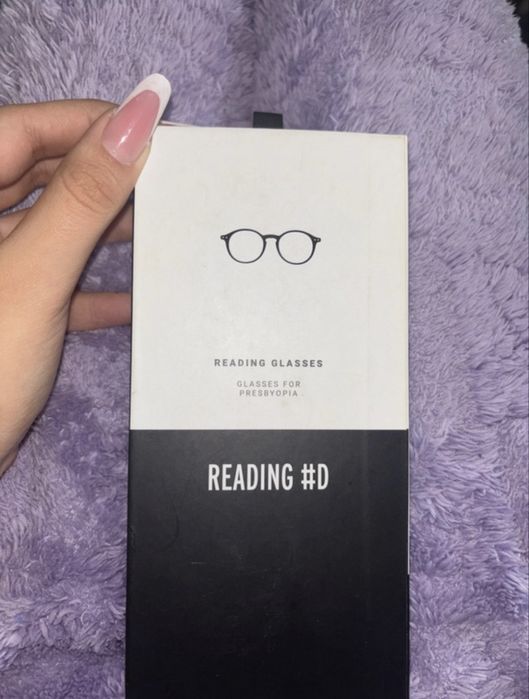 READING GLASSES
GLASSES FOR
PRESBYOPIA
READING #D